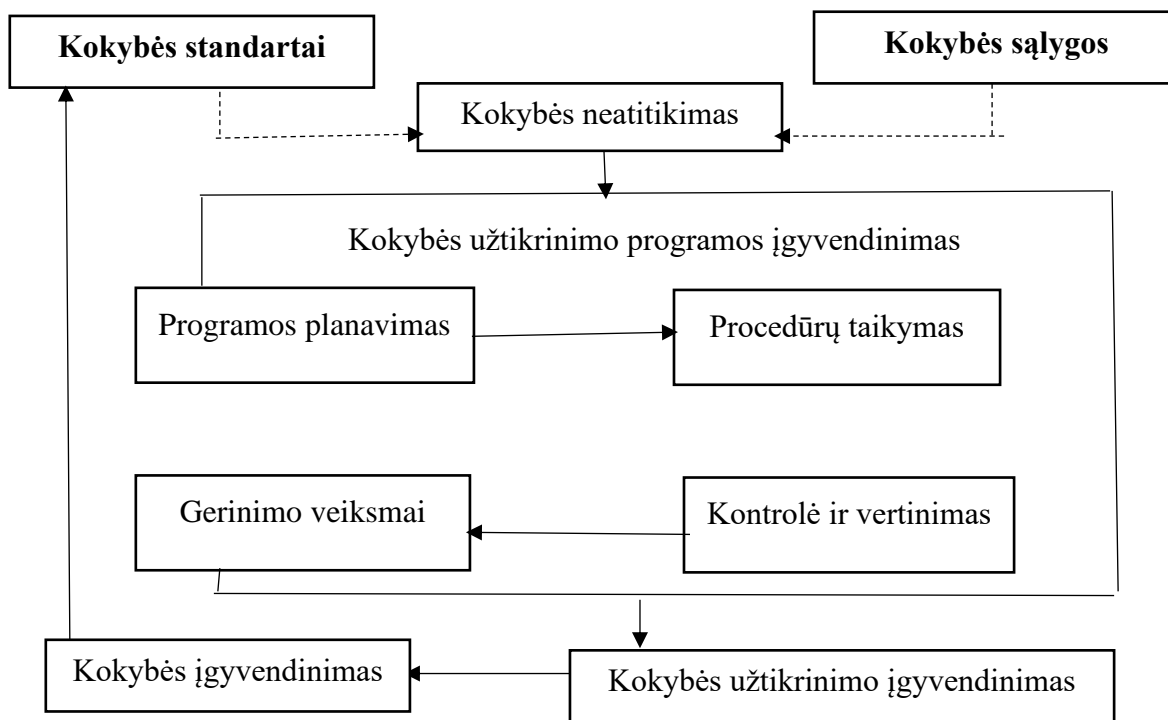 Kokybės standartai
Kokybės sąlygos
Kokybės neatitikimas
Kokybės užtikrinimo programos įgyvendinimas
Programos planavimas
Procedūrų taikymas
Gerinimo veiksmai
Kontrolė ir vertinimas
Kokybės įgyvendinimas
Kokybės užtikrinimo įgyvendinimas